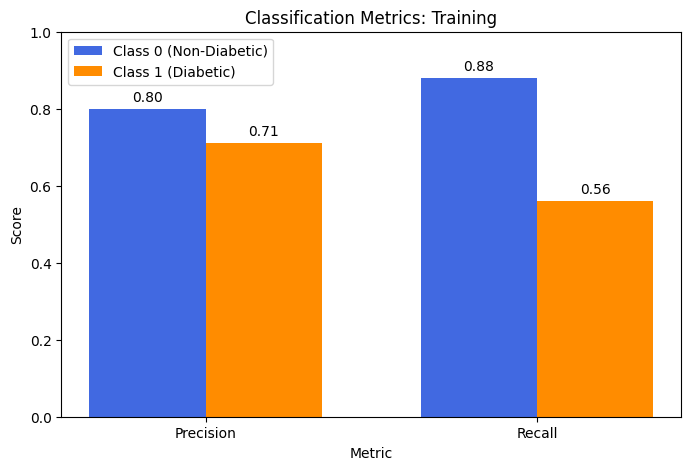 Classification Metrics: Training
Class 0 (Non-Diabetic)
Class 1 (Diabetic)
1.0
0.8
0.6
0.4
0.2
0.0
Score
0.80
0.71
0.88
0.56
Precision
Recall
Metric